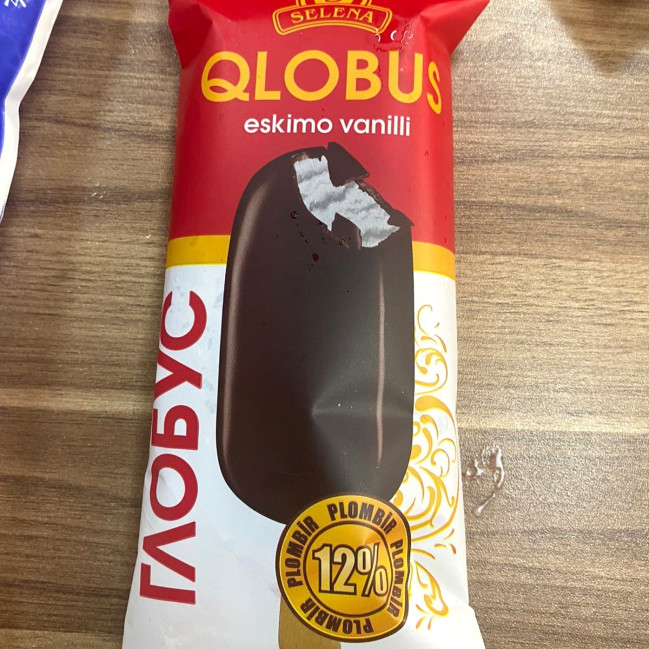 SELENA
QLOBUS
eskimo vanilli
ГЛОБУС
PLOMBİR PLOMBİR PLOMBİR PLOMBİR
12%